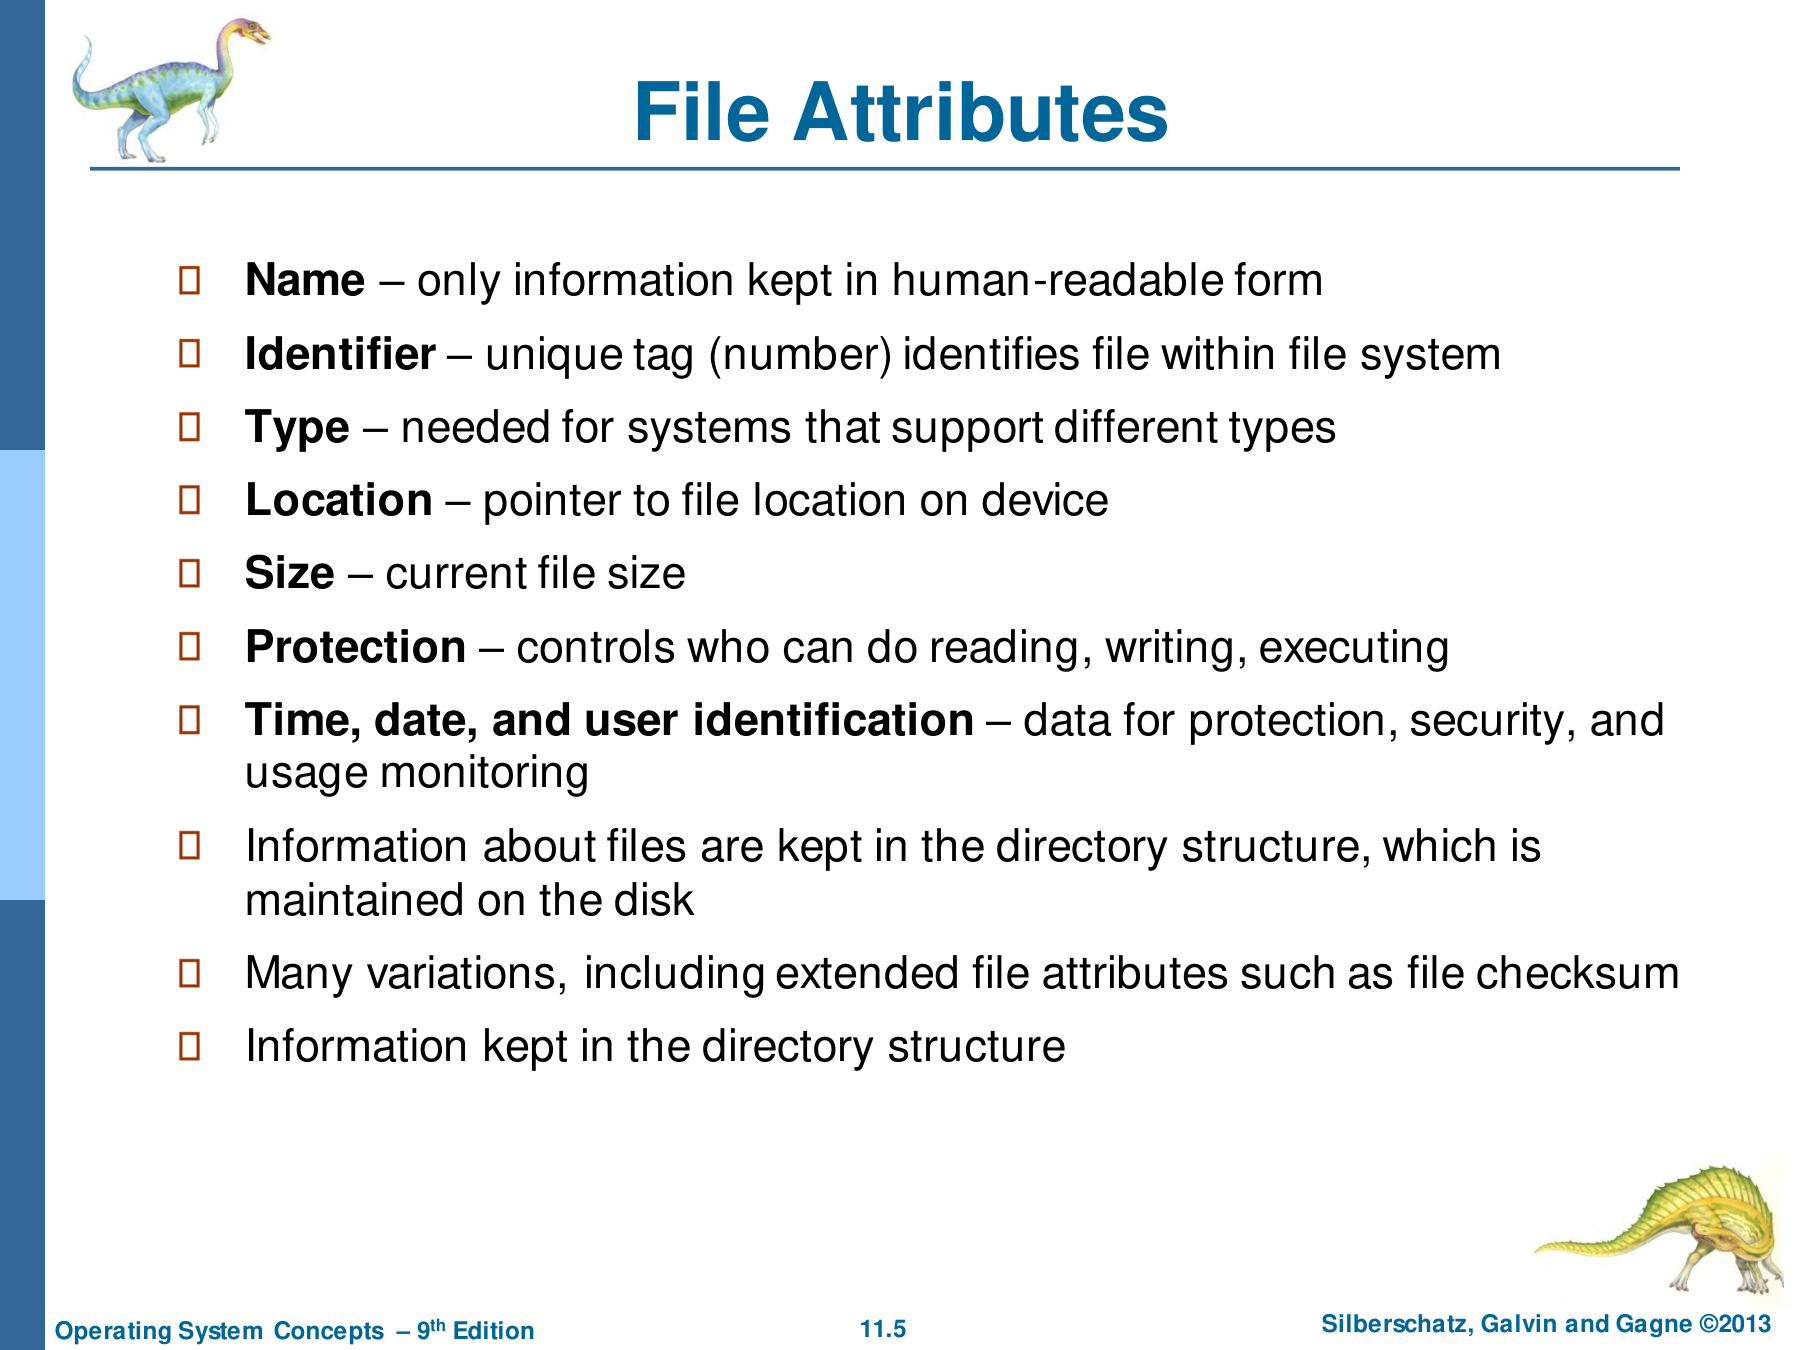 File Attributes
Name – only information kept in human-readable form
Identifier – unique tag (number) identifies file within file system
Type – needed for systems that support different types
Location – pointer to file location on device
Size – current file size
Protection – controls who can do reading, writing, executing
Time, date, and user identification – data for protection, security, and
usage monitoring
Information about files are kept in the directory structure, which is
maintained on the disk
Many variations, including extended file attributes such as file checksum
Information kept in the directory structure
Operating System Concepts – 9th Edition
11.5
Silberschatz, Galvin and Gagne ©2013